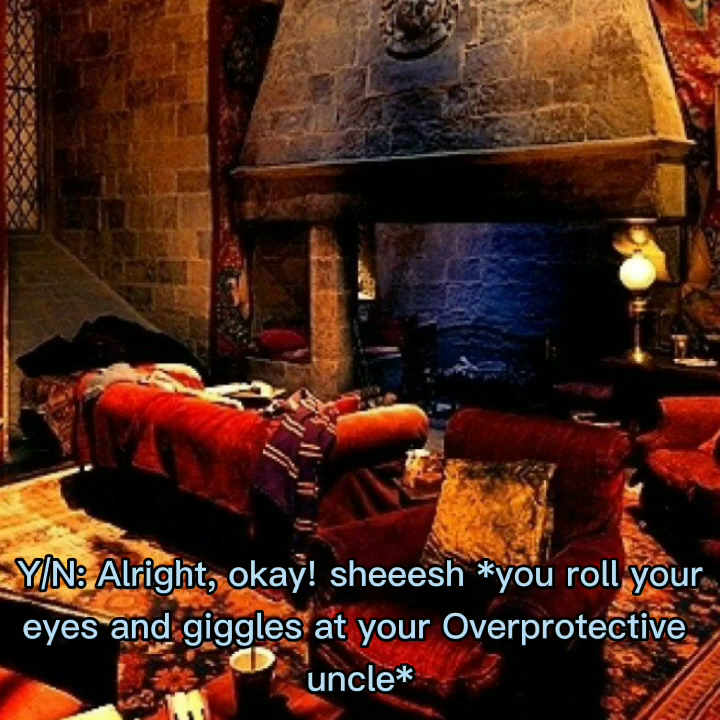 Y/N: Alright, okay! sheeesh *you roll your
eyes and giggles at your Overprotective
uncle*